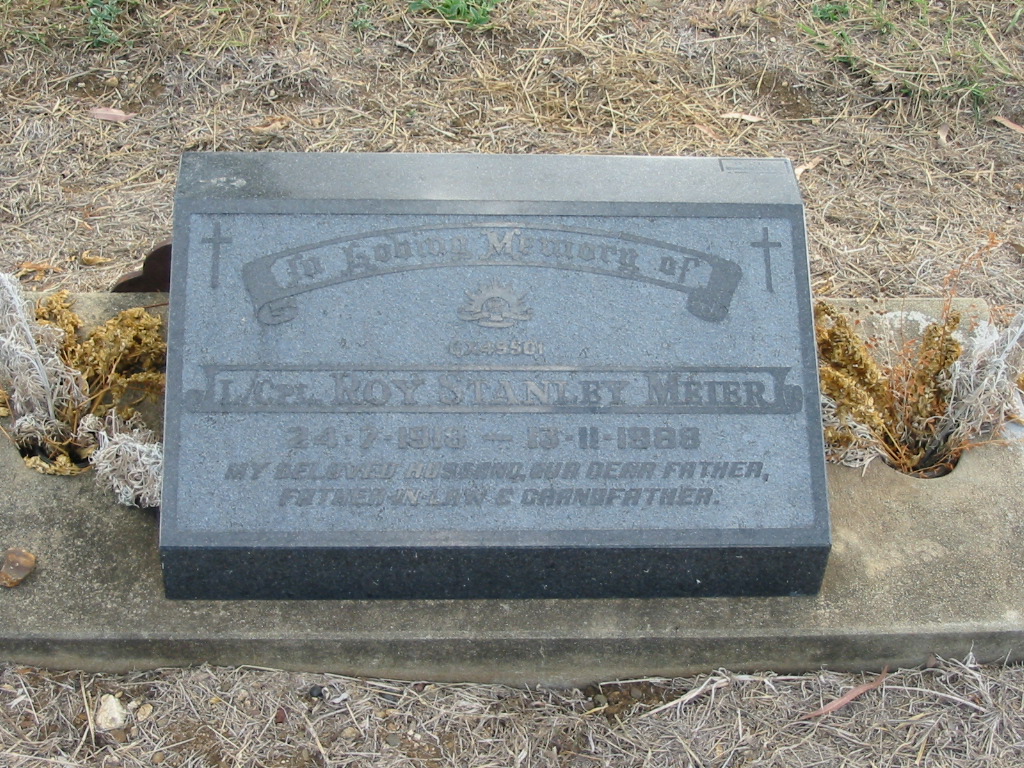 In Loving Memory of
QX49501
L/CPL. ROY STANLEY MEIER
24-7-1916 — 13-11-1988
MY BELOVED HUSBAND, OUR DEAR FATHER,
FATHER-IN-LAW & GRANDFATHER.